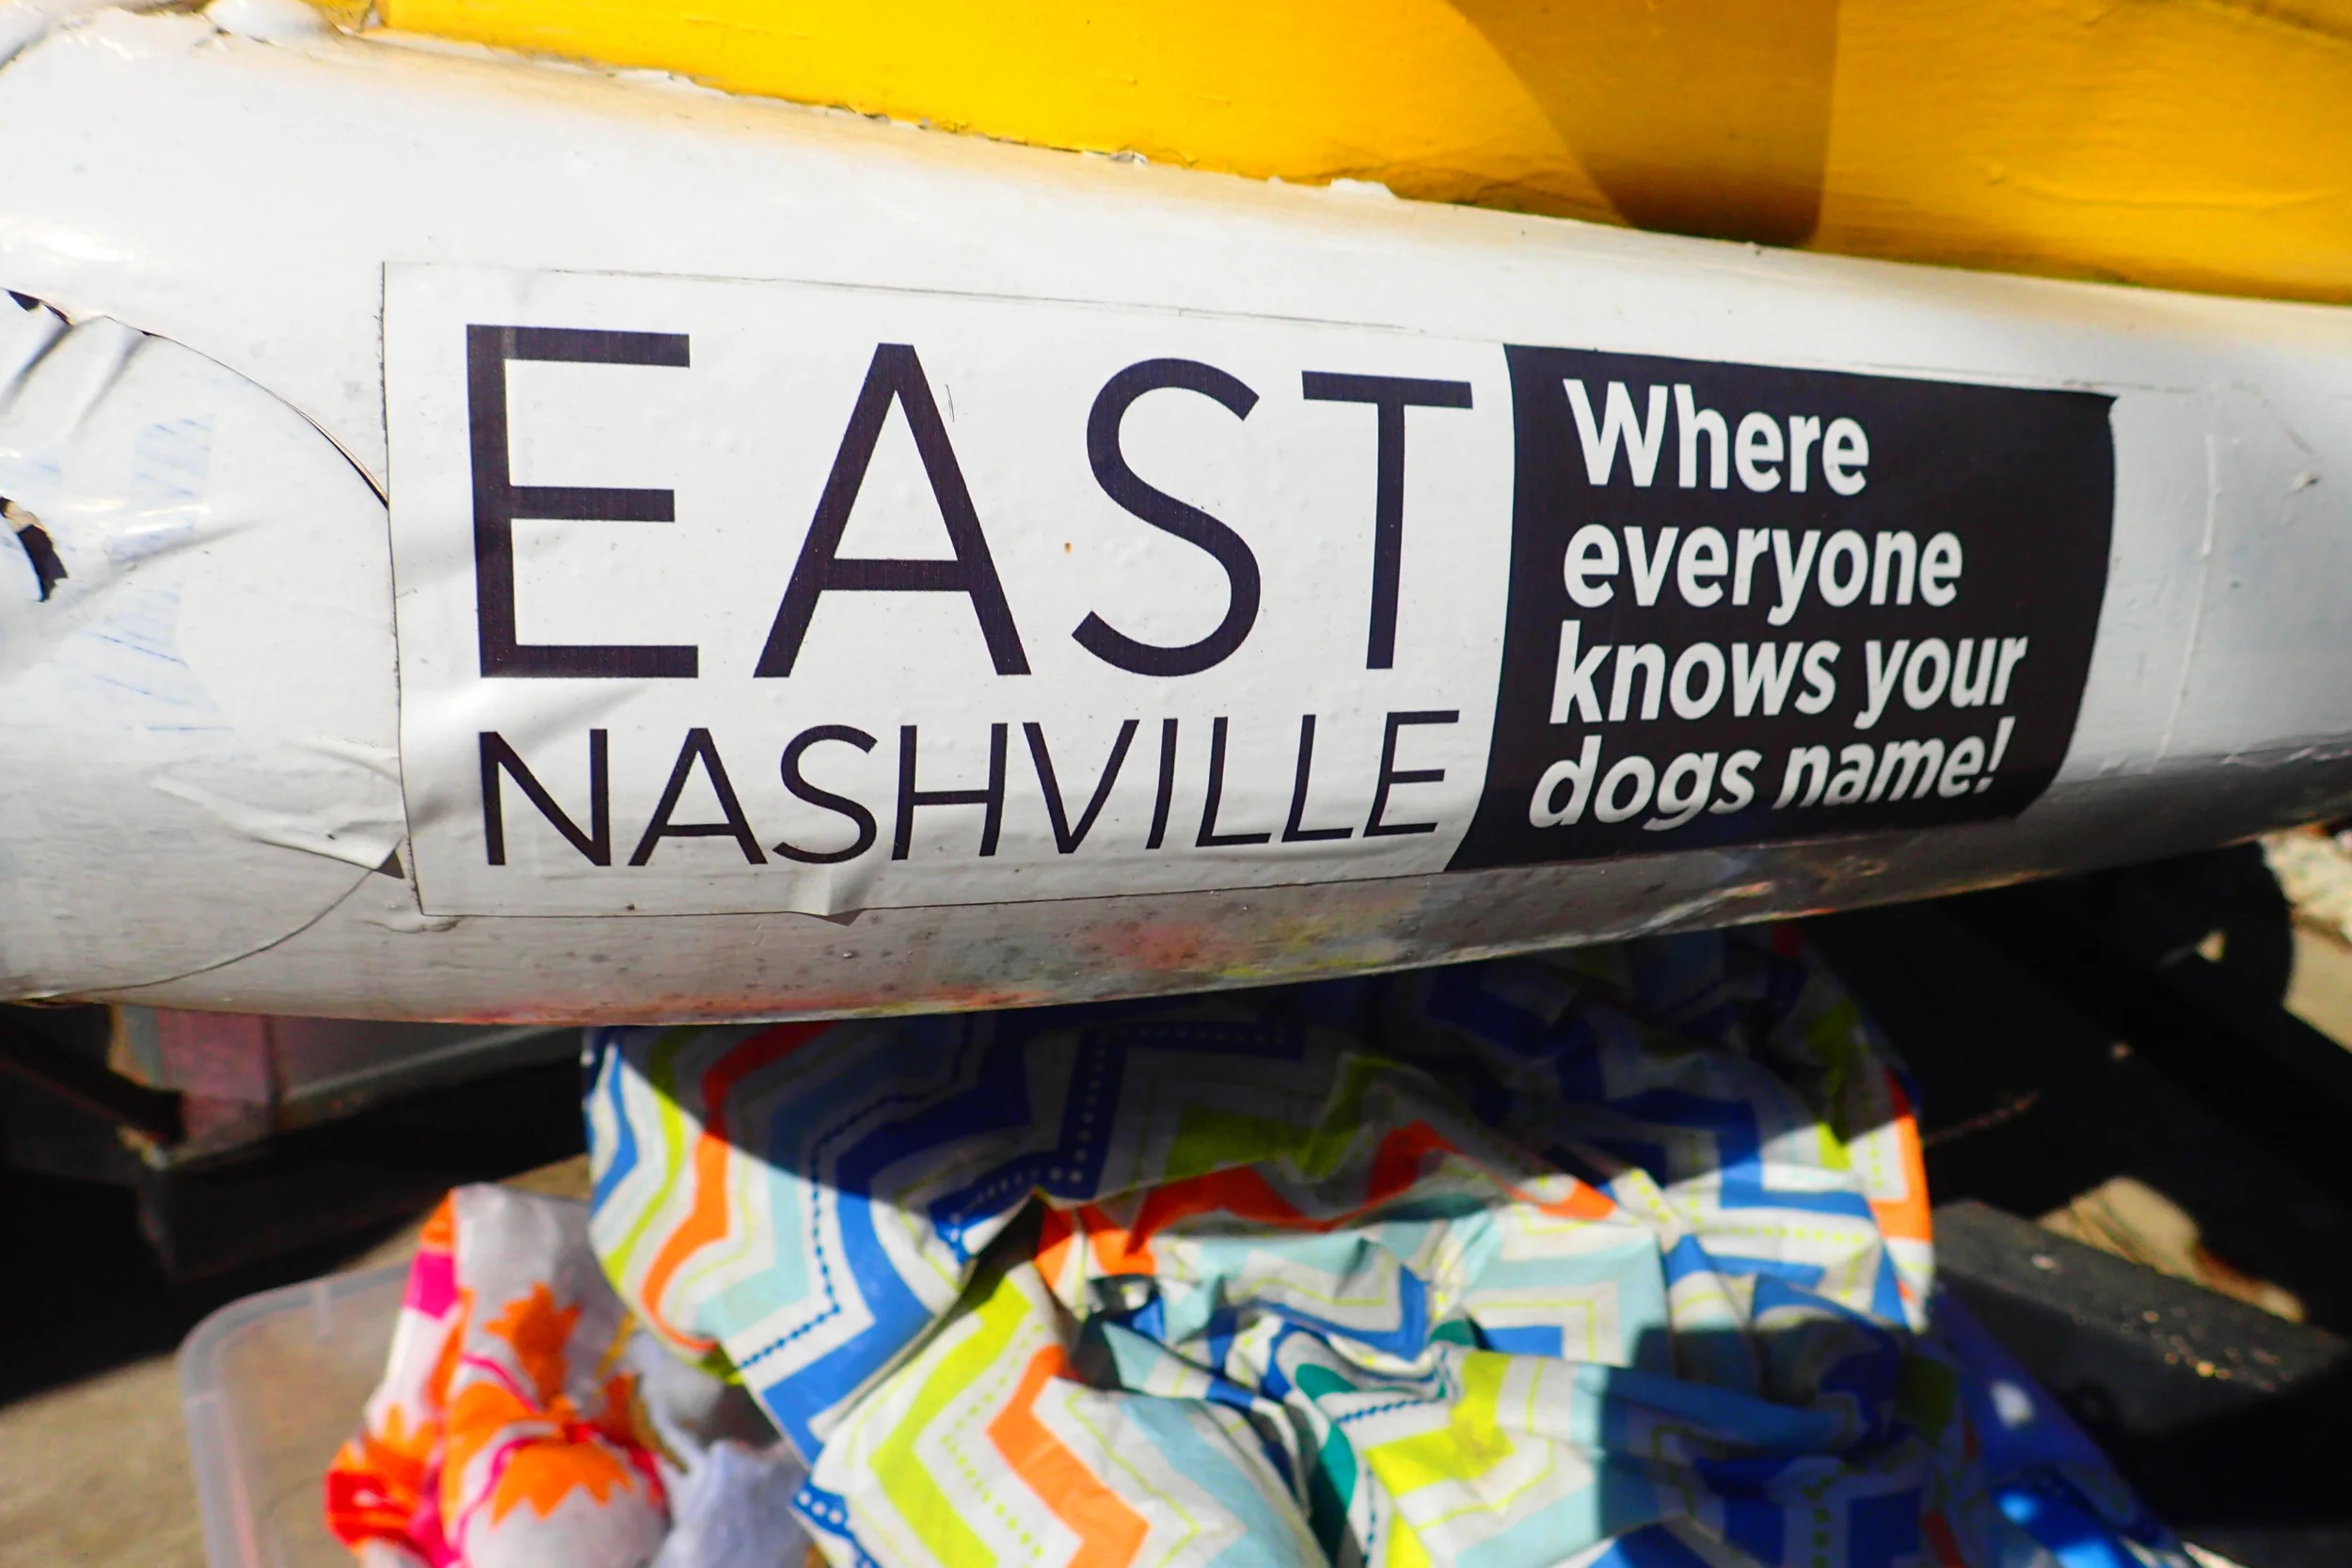 EAST
NASHVILLE
Where
everyone
knows your
dogs name!